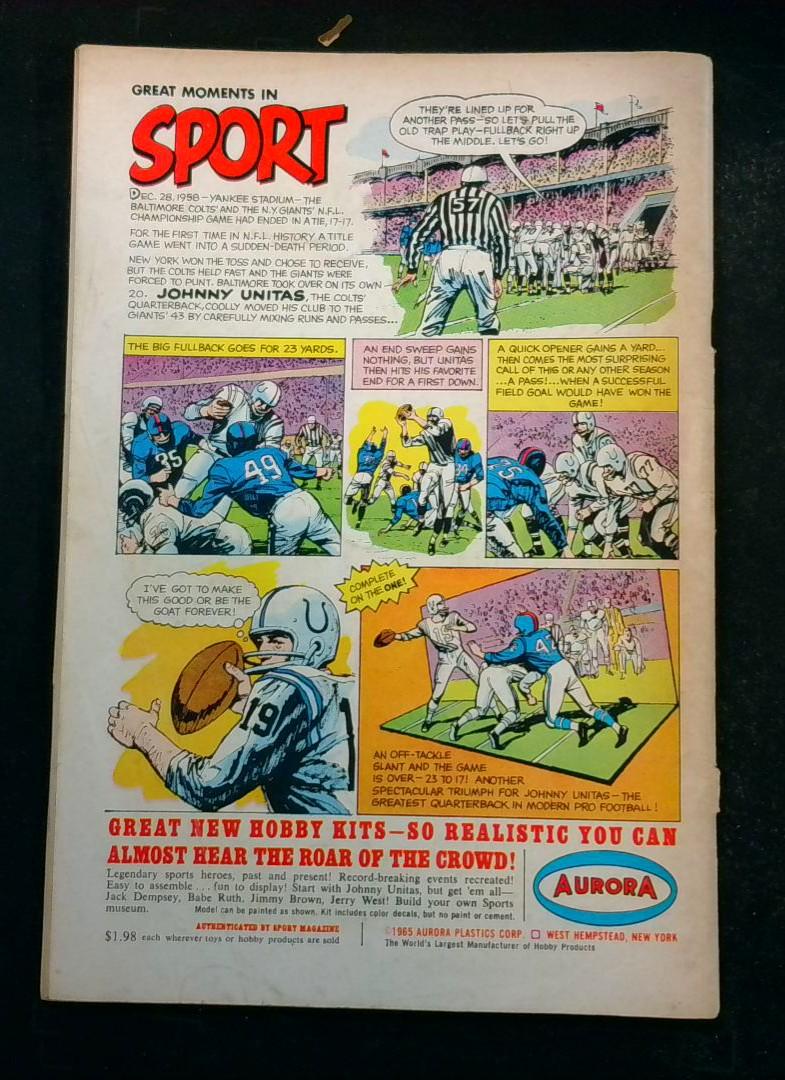 GREAT MOMENTS IN
SPORT
DEC. 28, 1958 – YANKEE STADIUM – THE
BALTIMORE COLTS' AND THE N.Y. GIANTS' N.F.L.
CHAMPIONSHIP GAME HAD ENDED IN A TIE, 17-17.
FOR THE FIRST TIME IN N.F.L. HISTORY A TITLE
GAME WENT INTO A SUDDEN-DEATH PERIOD.
NEW YORK WON THE TOSS AND CHOSE TO RECEIVE,
BUT THE COLTS HELD FAST AND THE GIANTS WERE
FORCED TO PUNT. BALTIMORE TOOK OVER ON ITS OWN
20. JOHNNY UNITAS, THE COLTS'
QUARTERBACK, COOLLY MOVED HIS CLUB TO THE
GIANTS' 43 BY CAREFULLY MIXING RUNS AND PASSES...
THEY'RE LINED UP FOR
ANOTHER PASS – SO LET'S PULL THE
OLD TRAP PLAY – FULLBACK RIGHT UP
THE MIDDLE. LET'S GO!
57
THE BIG FULLBACK GOES FOR 23 YARDS.
35
49
AN END SWEEP GAINS
NOTHING, BUT UNITAS
THEN HITS HIS FAVORITE
END FOR A FIRST DOWN.
A QUICK OPENER GAINS A YARD...
THEN COMES THE MOST SURPRISING
CALL OF THIS OR ANY OTHER SEASON
...A PASS!...WHEN A SUCCESSFUL
FIELD GOAL WOULD HAVE WON THE
GAME!
25
77
I'VE GOT TO MAKE
THIS GOOD OR BE THE
GOAT FOREVER!
19
1
COMPLETE
ON THE ONE!
AN OFF-TACKLE
SLANT AND THE GAME
IS OVER – 23 TO 17! ANOTHER
SPECTACULAR TRIUMPH FOR JOHNNY UNITAS – THE
GREATEST QUARTERBACK IN MODERN PRO FOOTBALL!
GREAT NEW HOBBY KITS—SO REALISTIC YOU CAN
ALMOST HEAR THE ROAR OF THE CROWD!
Legendary sports heroes, past and present! Record-breaking events recreated!
Easy to assemble . . . fun to display! Start with Johnny Unitas, but get 'em all—
Jack Dempsey, Babe Ruth, Jimmy Brown, Jerry West! Build your own Sports
museum. Model can be painted as shown. Kit includes color decals, but no paint or cement.
AURORA
AUTHENTICATED BY SPORT MAGAZINE
$1.98 each wherever toys or hobby products are sold
©1965 AURORA PLASTICS CORP. □ WEST HEMPSTEAD, NEW YORK
The World's Largest Manufacturer of Hobby Products